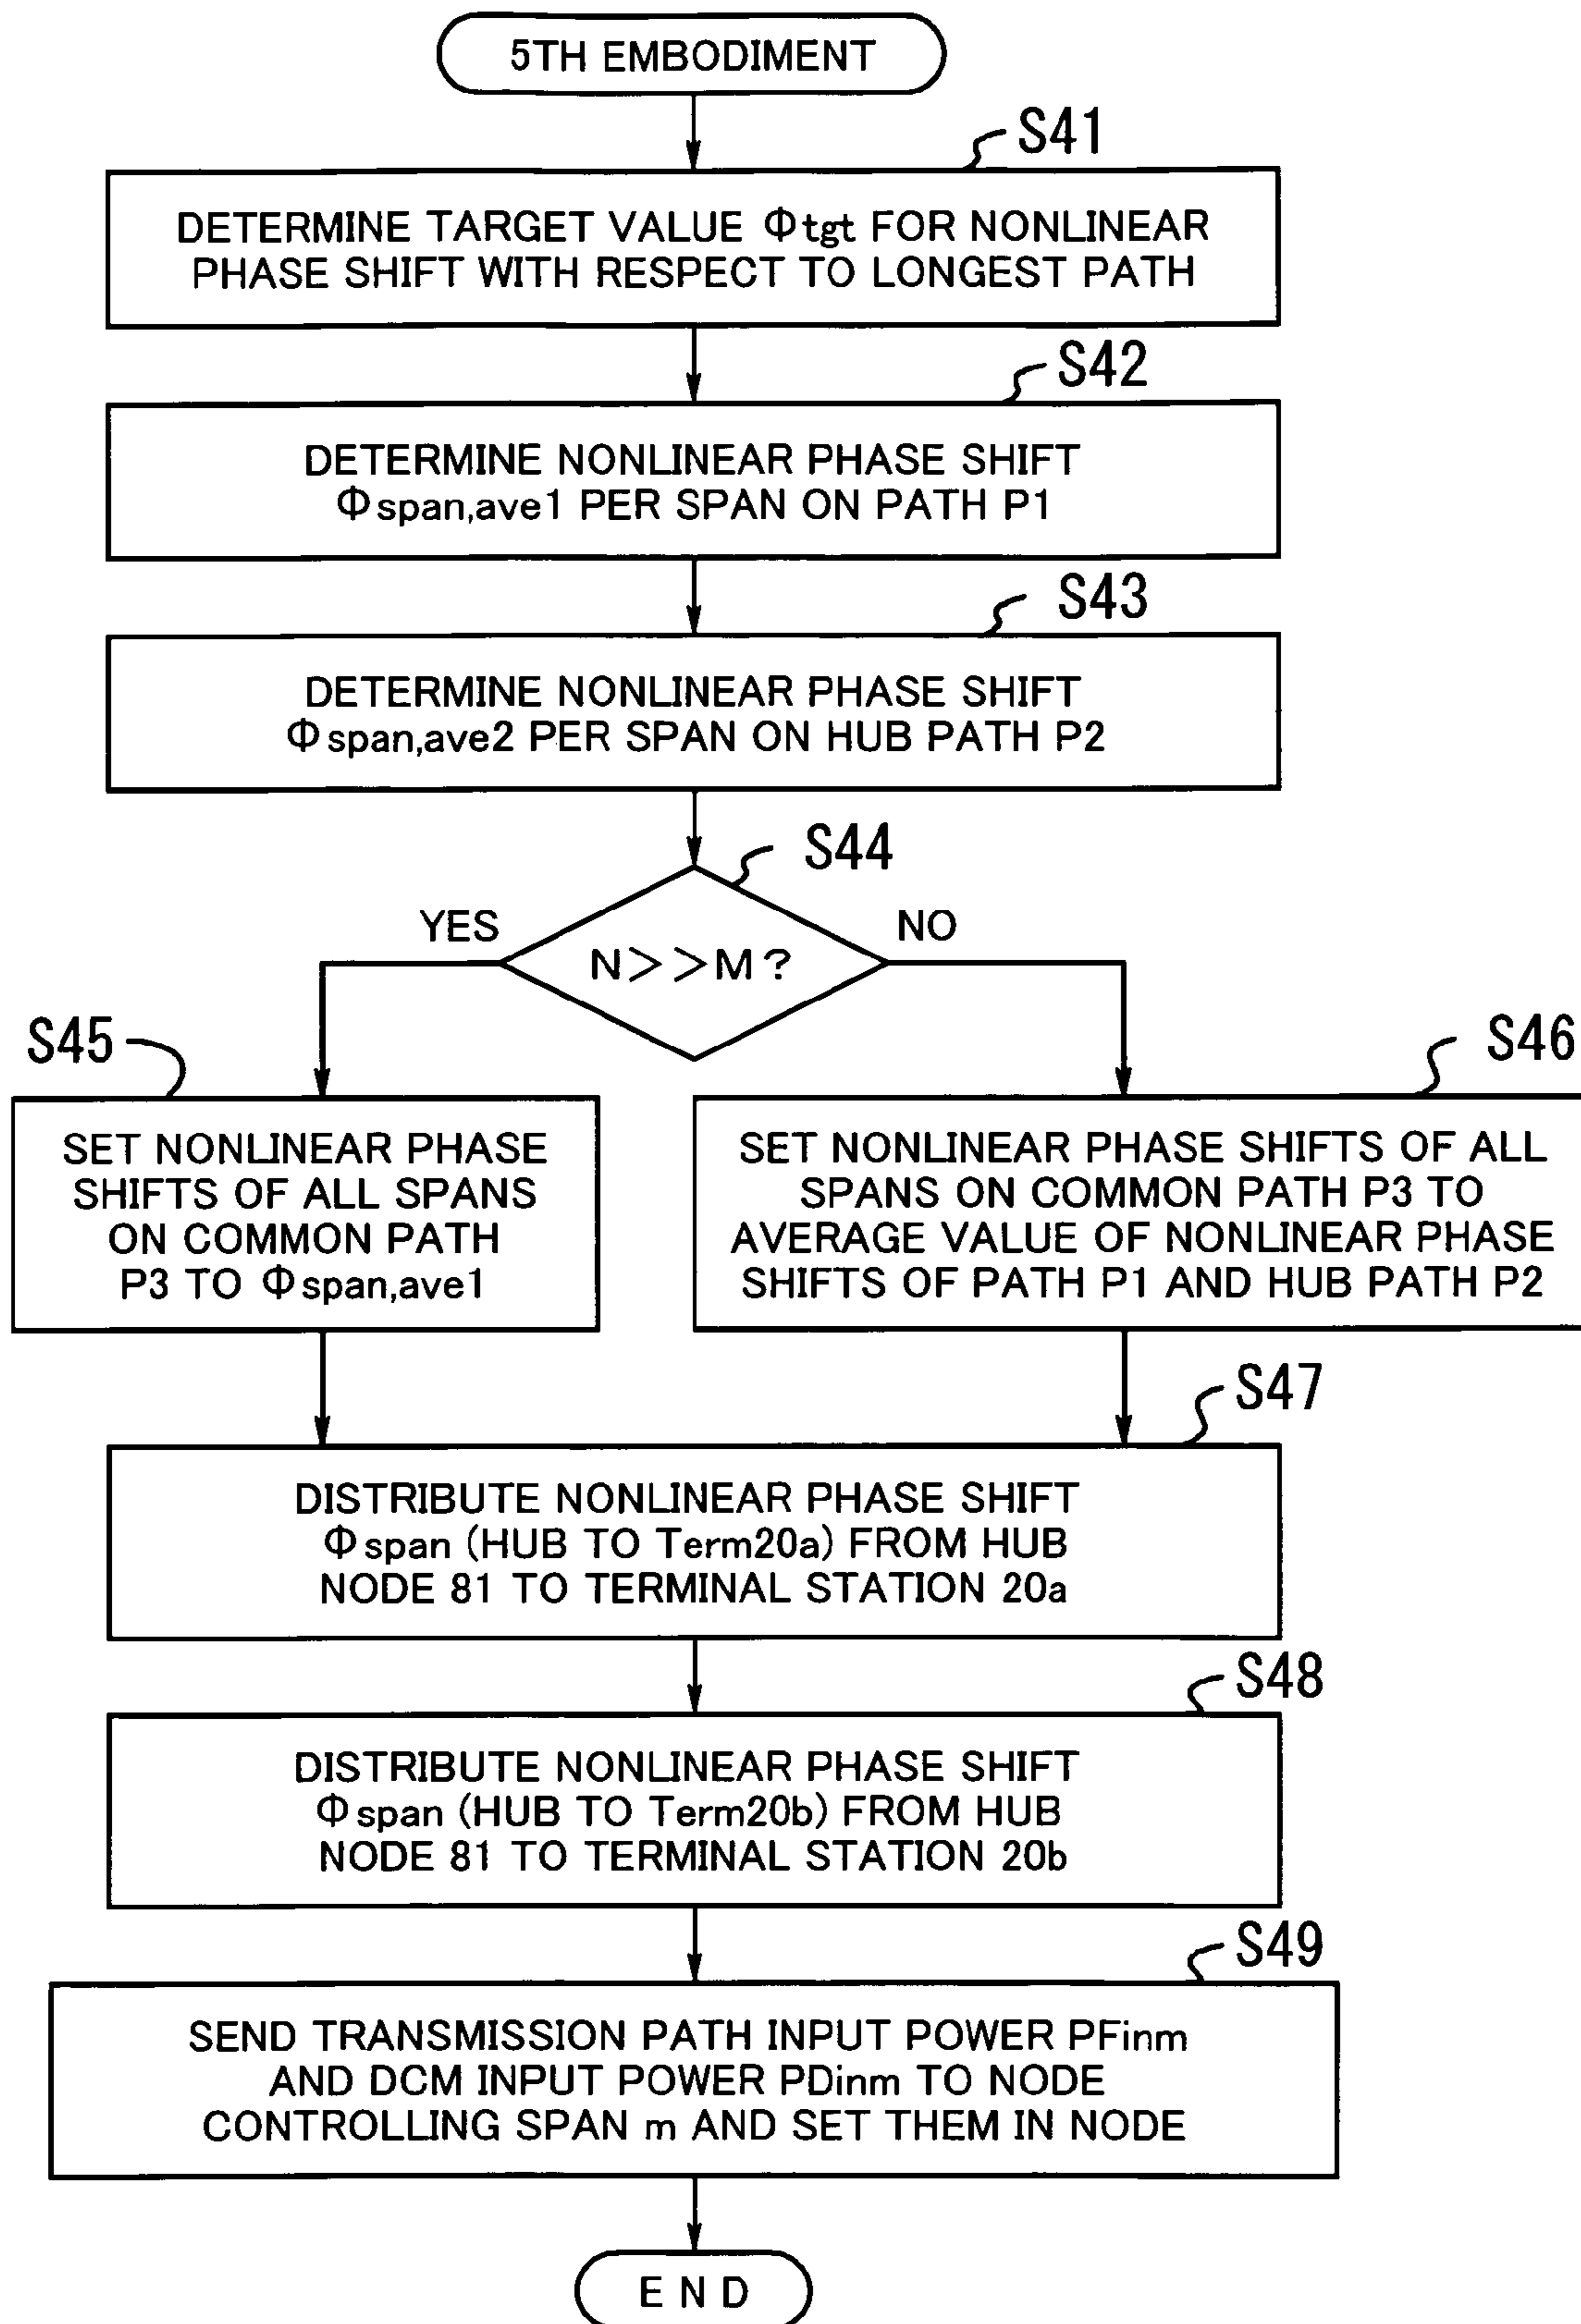 5TH EMBODIMENT
S41
DETERMINE TARGET VALUE Φtgt FOR NONLINEAR
PHASE SHIFT WITH RESPECT TO LONGEST PATH
S42
DETERMINE NONLINEAR PHASE SHIFT
Φspan,ave1 PER SPAN ON PATH P1
S43
DETERMINE NONLINEAR PHASE SHIFT
Φspan,ave2 PER SPAN ON HUB PATH P2
S44
YES
N>>M?
NO
S45
SET NONLINEAR PHASE
SHIFTS OF ALL SPANS
ON COMMON PATH
P3 TO Φspan,ave1
S46
SET NONLINEAR PHASE SHIFTS OF ALL
SPANS ON COMMON PATH P3 TO
AVERAGE VALUE OF NONLINEAR PHASE
SHIFTS OF PATH P1 AND HUB PATH P2
S47
DISTRIBUTE NONLINEAR PHASE SHIFT
Φspan (HUB TO Term20a) FROM HUB
NODE 81 TO TERMINAL STATION 20a
S48
DISTRIBUTE NONLINEAR PHASE SHIFT
Φspan (HUB TO Term20b) FROM HUB
NODE 81 TO TERMINAL STATION 20b
S49
SEND TRANSMISSION PATH INPUT POWER PFinm
AND DCM INPUT POWER PDinm TO NODE
CONTROLLING SPAN m AND SET THEM IN NODE
END